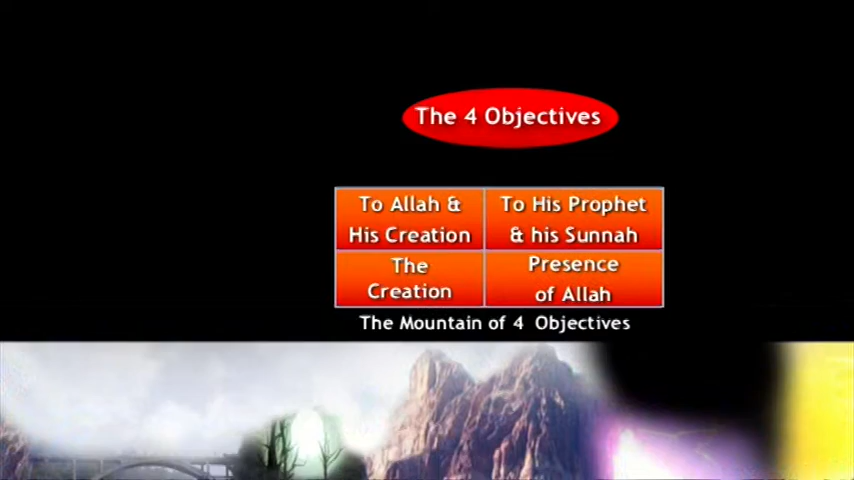 The 4 Objectives
To Allah &
His Creation
To His Prophet
& his Sunnah
The
Creation
Presence
of Allah
The Mountain of 4 Objectives